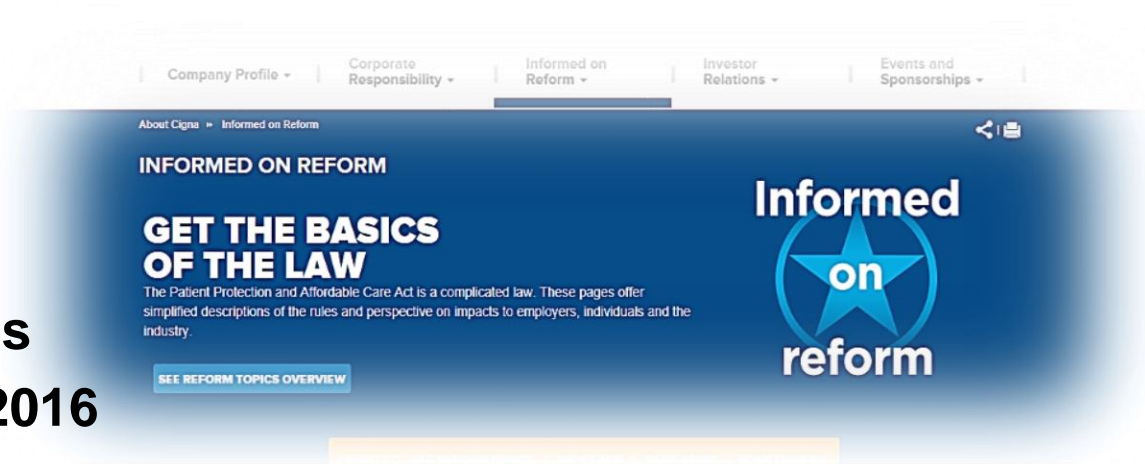 Company Profile
Corporate
Responsibility
Informed on
Reform
Investor
Relations
Events and
Sponsorships
About Cigna » Informed on Reform
INFORMED ON REFORM
GET THE BASICS
OF THE LAW
The Patient Protection and Affordable Care Act is a complicated law. These pages offer
simplified descriptions of the rules and perspective on impacts to employers, individuals and the
industry.
SEE REFORM TOPICS OVERVIEW
Informed
on
reform
s
2016